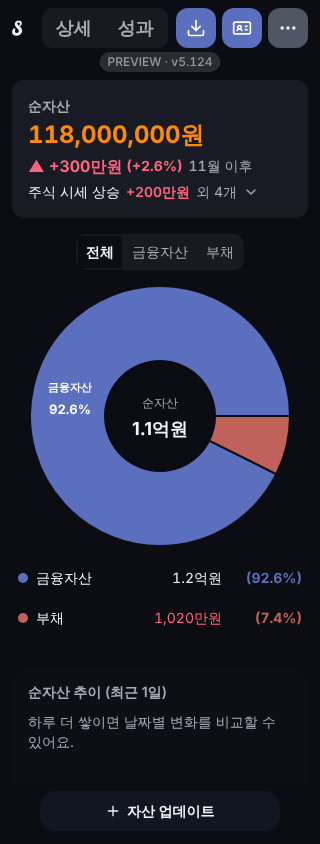 상세 성과
PREVIEW · v5.124
순자산
118,000,000원
▲ +300만원 (+2.6%) 11월 이후
주식 시세 상승 +200만원 외 4개
전체 금융자산 부채
금융자산
92.6%
순자산
1.1억원
금융자산 1.2억원 (92.6%)
부채 1,020만원 (7.4%)
순자산 추이 (최근 1일)
하루 더 쌓이면 날짜별 변화를 비교할 수
있어요.
+ 자산 업데이트